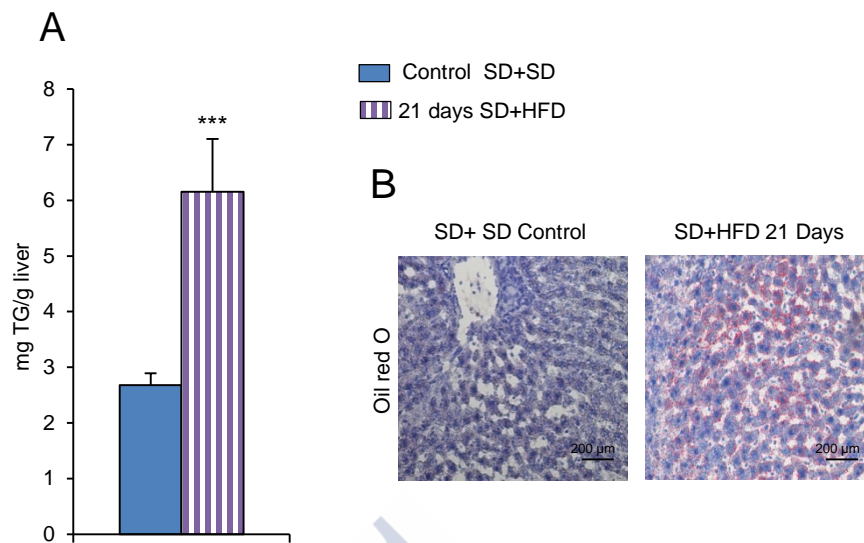 A
8
7
6
5
4
3
2
1
0
mg TG/g liver
***
Control SD+SD
21 days SD+HFD
B
SD+ SD Control
SD+HFD 21 Days
Oil red O
200 µm
200 µm